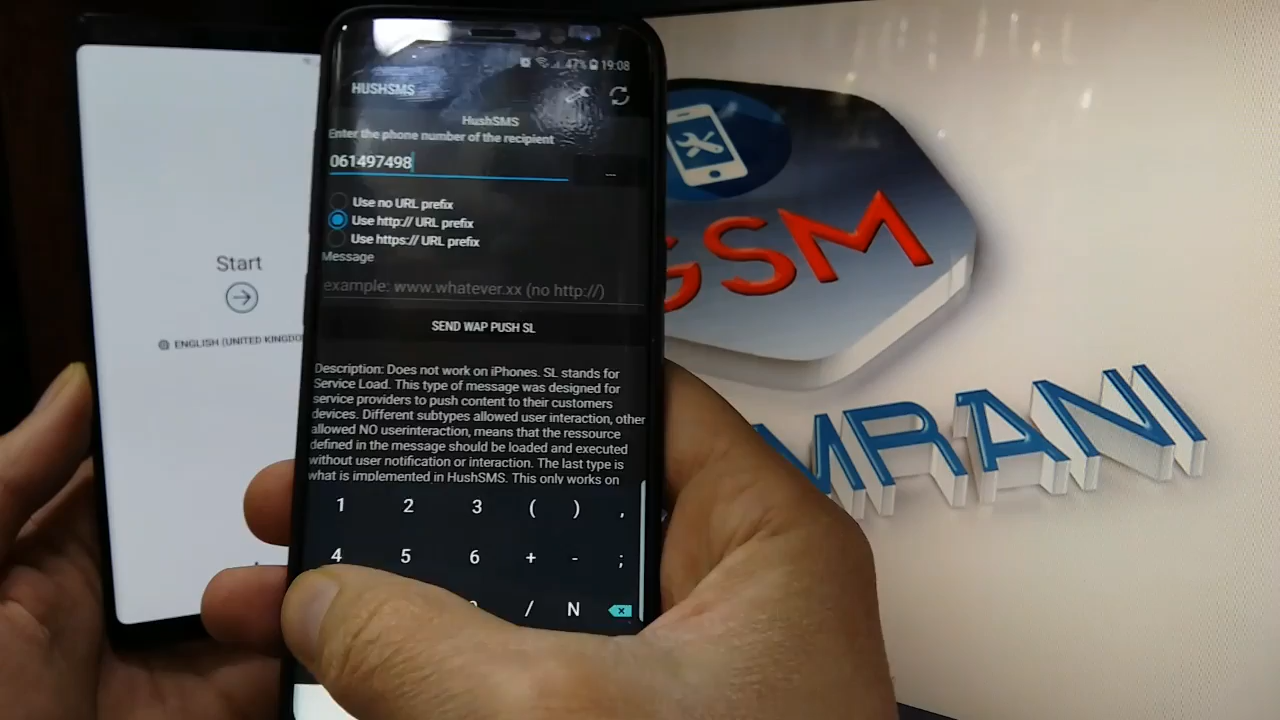 19:08
47%
HUSHSMS
HushSMS
Enter the phone number of the recipient
061497498
...
Use no URL prefix
Use http:// URL prefix
Use https:// URL prefix
Message
example: www.whatever.xx (no http://)
SEND WAP PUSH SL
Description: Does not work on iPhones. SL stands for
Service Load. This type of message was designed for
service providers to push content to their customers
devices. Different subtypes allowed user interaction, other
allowed NO userinteraction, means that the ressource
defined in the message should be loaded and executed
without user notification or interaction. The last type is
what is implemented in HushSMS. This only works on
1 2 3 ( ) ,
4 5 6 + - ;
/ N
Start
ENGLISH (UNITED KINGDO
GSM
MRANI